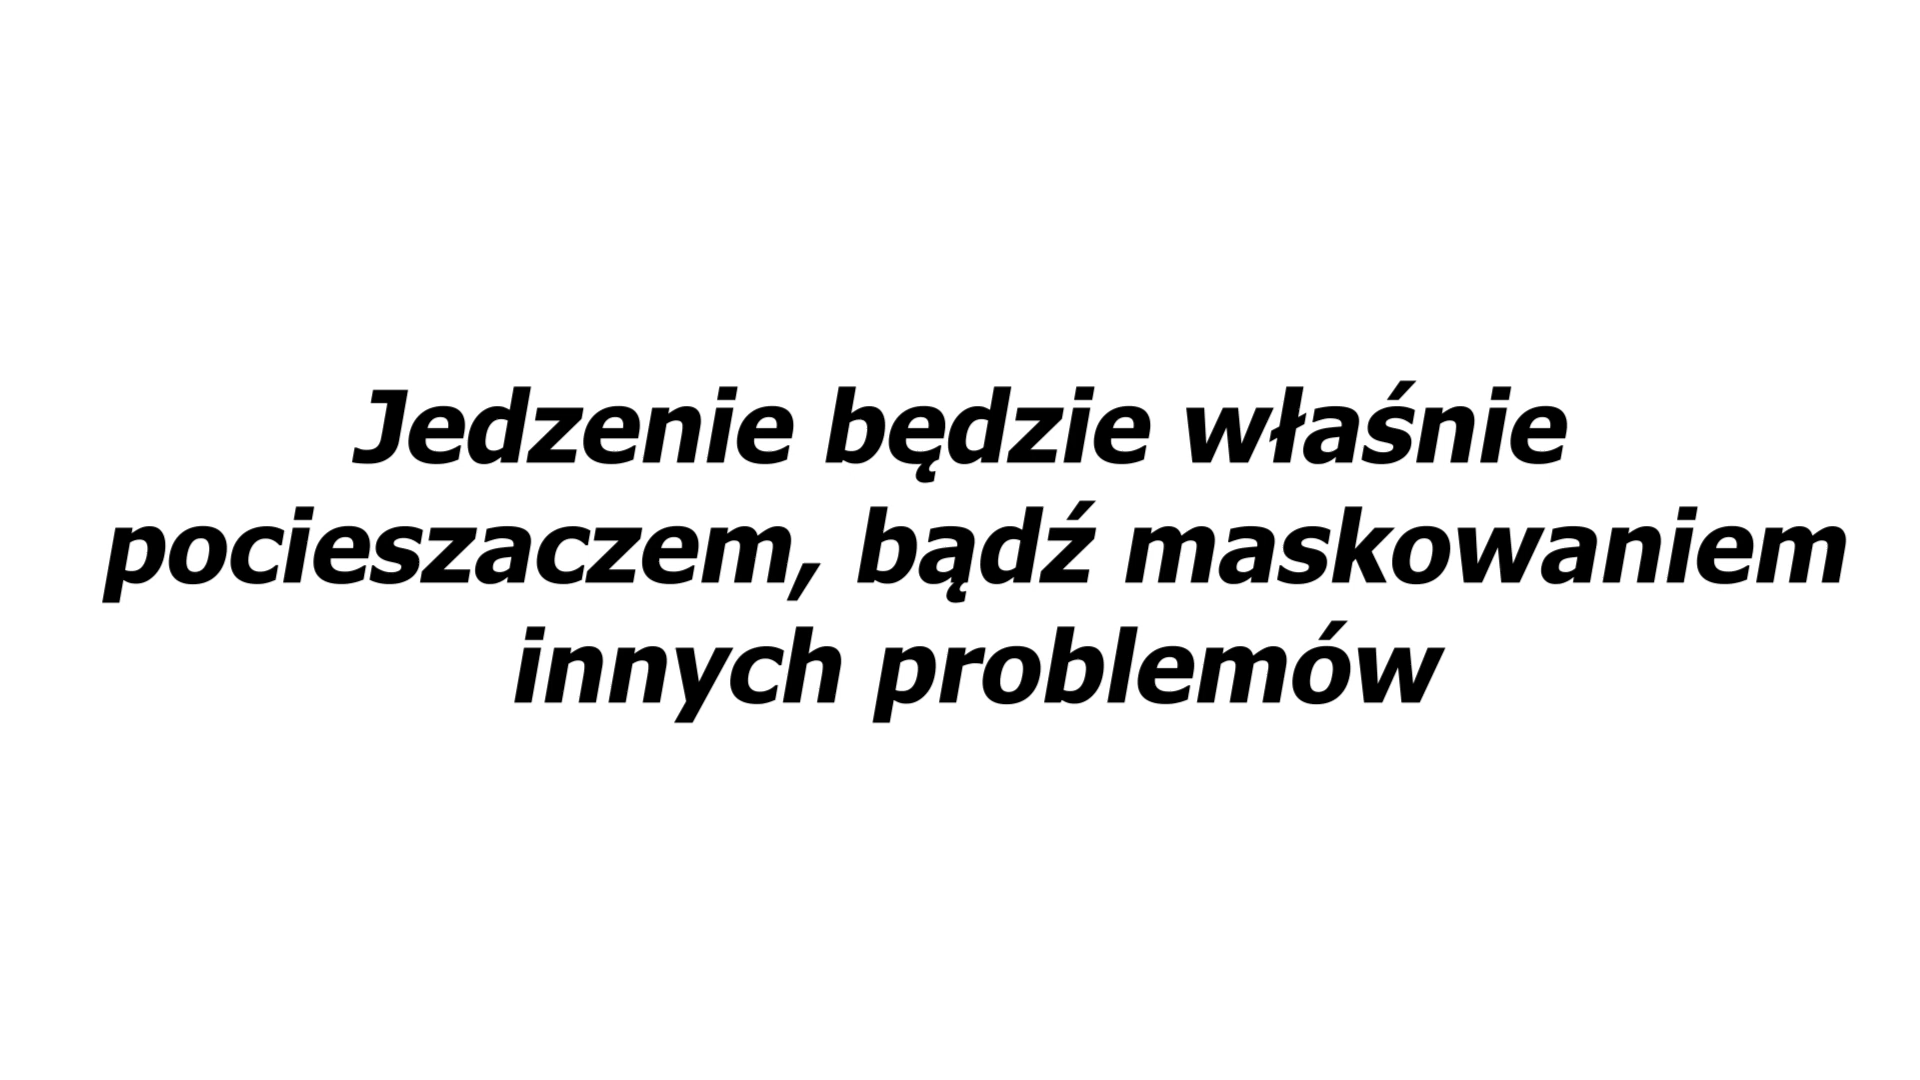 Jedzenie będzie właśnie
pocieszaczem, bądź maskowaniem
innych problemów